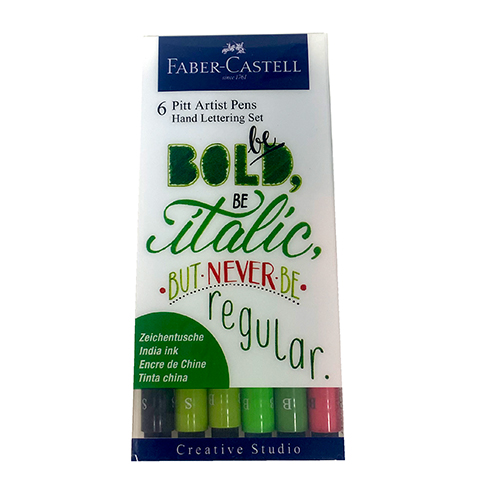 FABER-CASTELL
since 1761
6 Pitt Artist Pens
Hand Lettering Set
be
BOLD,
BE
italic,
BUT·NEVER·BE
regular.
Zeichentusche
India ink
Encre de Chine
Tinta china
S S B B B B
Creative Studio